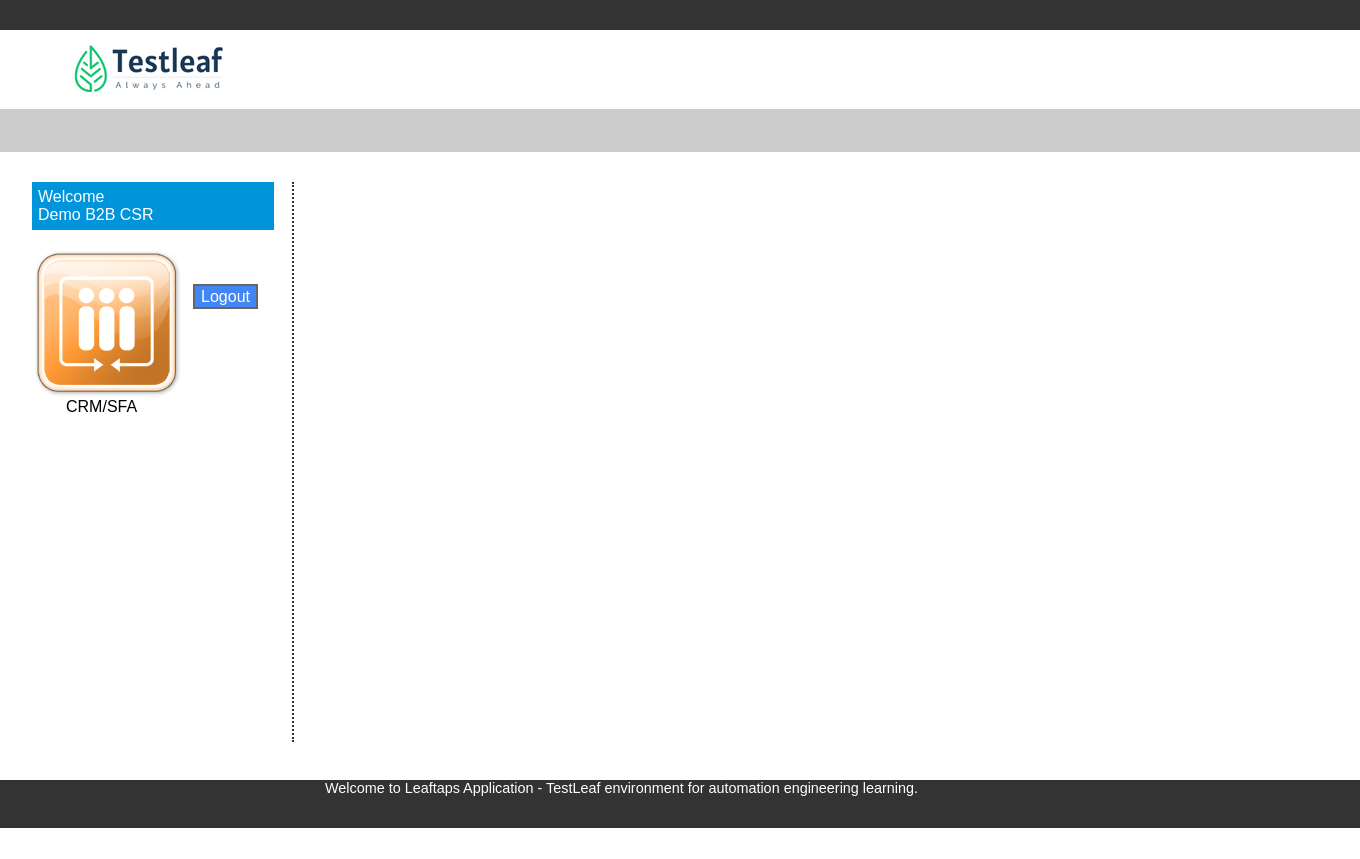 Testleaf
Always Ahead
Welcome
Demo B2B CSR
Logout
CRM/SFA
Welcome to Leaftaps Application - TestLeaf environment for automation engineering learning.